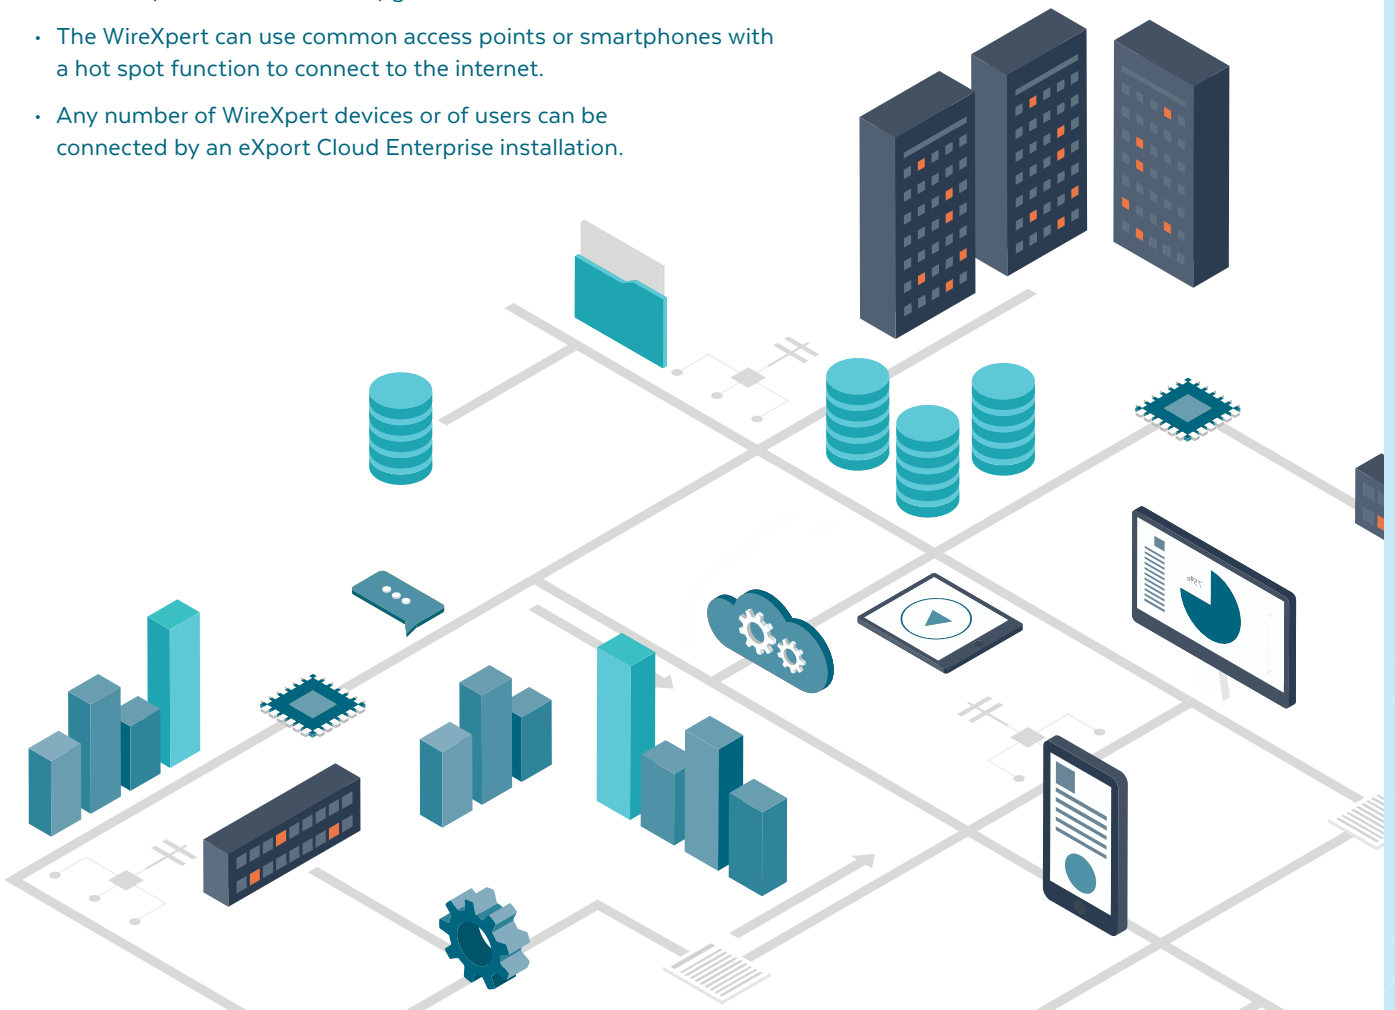 • The WireXpert can use common access points or smartphones with
a hot spot function to connect to the internet.
• Any number of WireXpert devices or of users can be
connected by an eXport Cloud Enterprise installation.